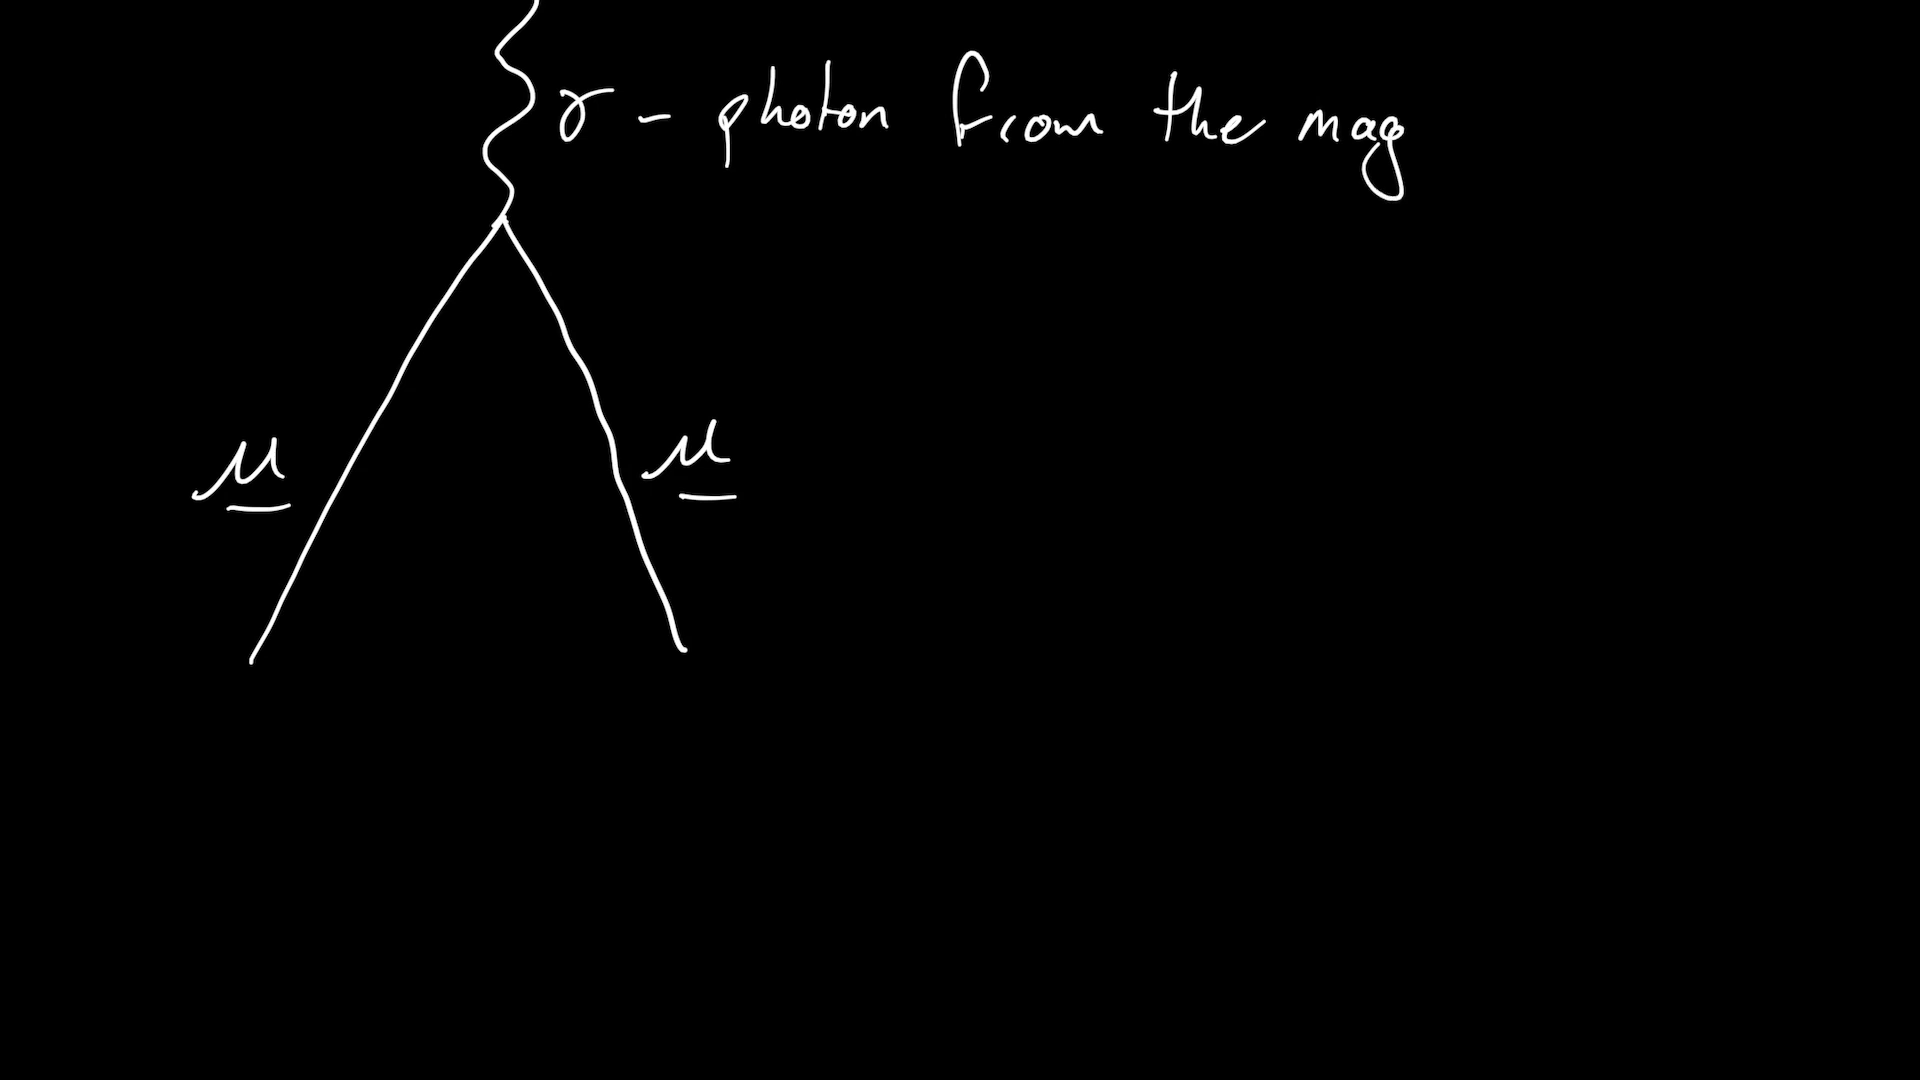 γ - photon from the mag
μ μ